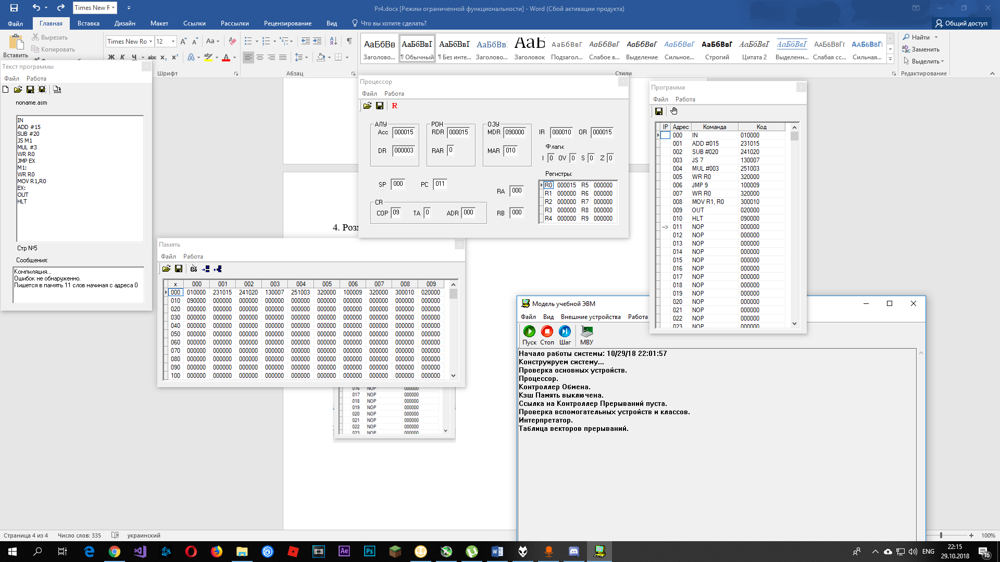 Times New R
Pr4.docx [Режим ограниченной функциональности] - Word (Сбой активации продукта)
Файл Главная Вставка Дизайн Макет Ссылки Рассылки Рецензирование Вид Что вы хотите сделать? Общий доступ
Вставить
Вырезать
Копировать
Times New Ro 12
Ж К Ч abc x₂ x²
Шрифт
Абзац
АаБбВв АаБбВвІ АаБбВвІ АаБбВв. АаЬ АаБбВвГ АаБбВвГ АаБбВвГ АаБбВвГ АаБбВвГ АаБбВвІ АаБбВвІ АаБбВвГг АаБбВвГ
Заголово... ¶ Обычный ¶ Без инте... Заголово... Заголовок Подзагол... Слабое в... Выделение Сильное... Строгий Цитата 2 Выделенн... Слабая сс... Сильная...
Стили
Найти
Заменить
Выделить
Редактирование
Текст программы
Файл Работа
noname.asm
IN
ADD #15
SUB #20
JS M1
MUL #3
WR R0
JMP EX
M1:
WR R0
MOV R1,R0
EX:
OUT
HLT
Стр №5
Сообщения:
Компиляция...
Ошибок не обнаруженно.
Пишется в память 11 слов начиная с адреса 0
Процессор
Файл Работа
R
АЛУ РОН ОЗУ
Acc 000015 RDR 000015 MDR 090000 IR 000010 OR 000015
DR 000003 RAR 0 MAR 010
Флаги:
I 0 OV 0 S 0 Z 0
Регистры:
SP 000 PC 011 RA 000
CR
COP 09 TA 0 ADR 000 RB 000
R0 000015 R5 000000
R1 000000 R6 000000
R2 000000 R7 000000
R3 000000 R8 000000
R4 000000 R9 000000
4. Розм
Память
Файл Работа
GO
x 000 001 002 003 004 005 006 007 008 009
000 010000 231015 241020 130007 251003 320000 100009 320000 300010 020000
010 090000 000000 000000 000000 000000 000000 000000 000000 000000 000000
020 000000 000000 000000 000000 000000 000000 000000 000000 000000 000000
030 000000 000000 000000 000000 000000 000000 000000 000000 000000 000000
040 000000 000000 000000 000000 000000 000000 000000 000000 000000 000000
050 000000 000000 000000 000000 000000 000000 000000 000000 000000 000000
060 000000 000000 000000 000000 000000 000000 000000 000000 000000 000000
070 000000 000000 000000 000000 000000 000000 000000 000000 000000 000000
080 000000 000000 000000 000000 000000 000000 000000 000000 000000 000000
090 000000 000000 000000 000000 000000 000000 000000 000000 000000 000000
100 000000 000000 000000 000000 000000 000000 000000 000000 000000 000000
016 NOP 000000
017 NOP 000000
018 NOP 000000
019 NOP 000000
020 NOP 000000
021 NOP 000000
022 NOP 000000
023 NOP 000000
Программа
Файл Работа
IP Адрес Команда Код
000 IN 010000
001 ADD #015 231015
002 SUB #020 241020
003 JS 7 130007
004 MUL #003 251003
005 WR R0 320000
006 JMP 9 100009
007 WR R0 320000
008 MOV R1, R0 300010
009 OUT 020000
010 HLT 090000
--> 011 NOP 000000
012 NOP 000000
013 NOP 000000
014 NOP 000000
015 NOP 000000
016 NOP 000000
017 NOP 000000
018 NOP 000000
019 NOP 000000
020 NOP 000000
021 NOP 000000
022 NOP 000000
023 NOP 000000
Модель учебной ЭВМ
Файл Вид Внешние устройства Работа
Пуск Стоп Шаг МВУ
Начало работы системы: 10/29/18 22:01:57
Конструируем систему...
Проверка основных устройств.
Процессор.
Контроллер Обмена.
Кэш Память выключена.
Ссылка на Контроллер Прерываний пуста.
Проверка вспомогательных устройств и классов.
Интерпретатор.
Таблица векторов прерываний.
Страница 4 из 4 Число слов: 335 украинский 100%
Ae Ps ENG
22:15
29.10.2018
16